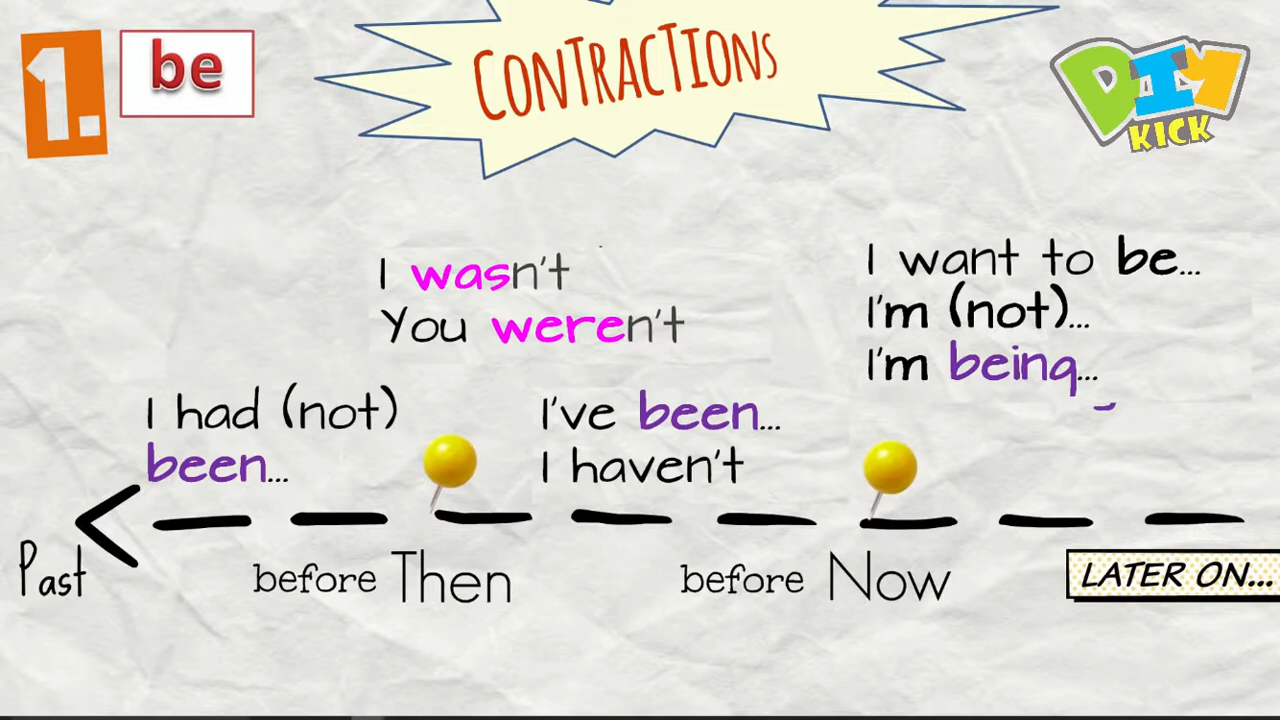 1.
be
CONTRACTIONS
DIY
KICK
I wasn't
You weren't
I want to be...
I'm (not)...
I'm being...
I had (not)
been...
I've been...
I haven't
Past
before Then
before Now
LATER ON...